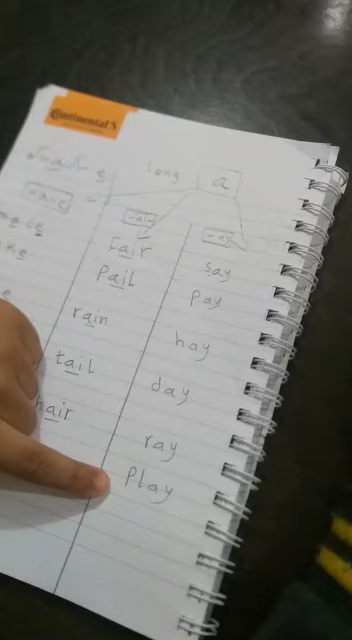 Continental
long a
-ai-
-ay
Fair
say
pail
pay
rain
hay
tail
day
hair
ray
Play